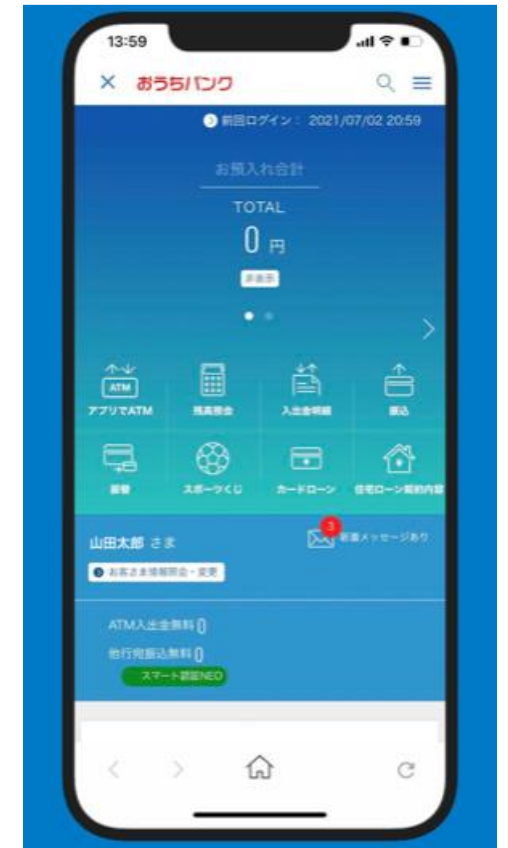 13:59
おうちバンク
前回ログイン： 2021/07/02 20:59
お預入れ合計
TOTAL
0 円
非表示
ATM
アプリでATM 残高照会 入出金明細 振込
振替 スポーツくじ カードローン 住宅ローン契約内容
3
山田太郎 さま 新着メッセージあり
お客さま情報照会・変更
ATM入出金無料 0
他行宛振込無料 0
スマート認証NEO